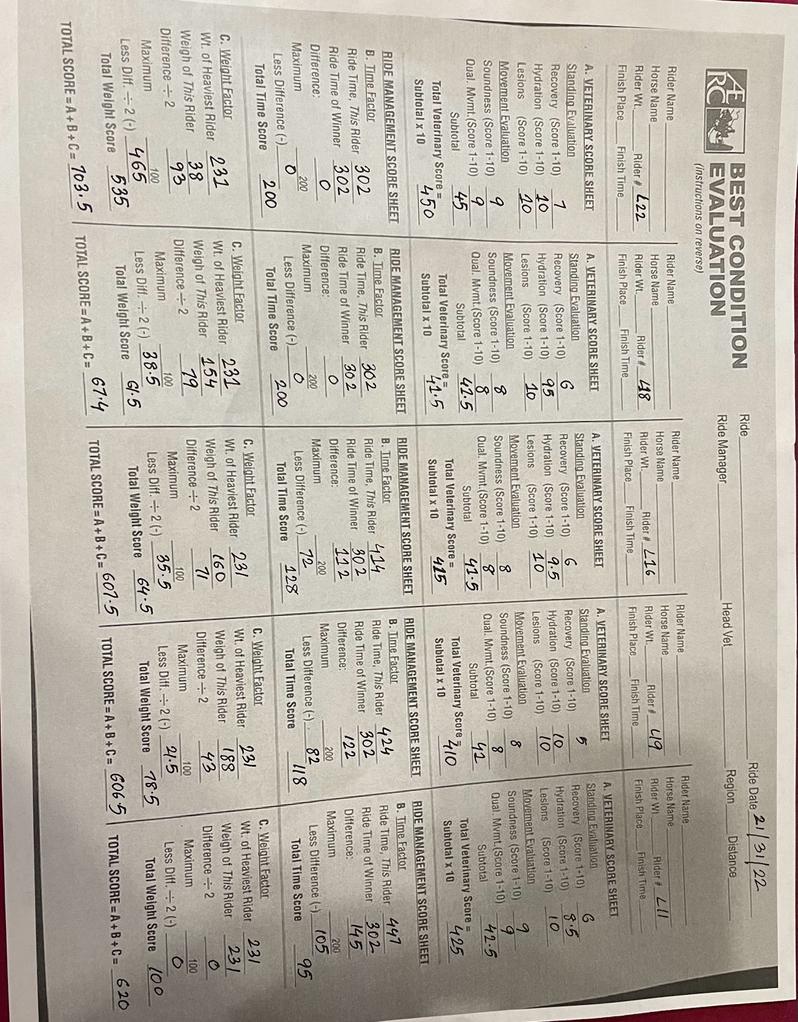 AERC
BEST CONDITION
EVALUATION
(instructions on reverse)
Ride
Ride Manager
Head Vet
Ride Date 21/31/22
Region Distance
Rider Name
Horse Name
Rider Wt. Rider # L22
Finish Place Finish Time
A. VETERINARY SCORE SHEET
Standing Evaluation
Recovery (Score 1-10) 7
Hydration (Score 1-10) 10
Lesions (Score 1-10) 10
Movement Evaluation
Soundness (Score 1-10) 9
Qual. Mvmt.(Score 1-10) 9
Subtotal 45
Total Veterinary Score =
Subtotal x 10 450
RIDE MANAGEMENT SCORE SHEET
B. Time Factor
Ride Time, This Rider 302
Ride Time of Winner 302
Difference: 0
Maximum 200
Less Difference (-) 0
Total Time Score 200
C. Weight Factor
Wt. of Heaviest Rider 231
Weigh of This Rider 38
Difference ÷ 2 93
Maximum 100
Less Diff. ÷ 2 (-) 465
Total Weight Score 535
TOTAL SCORE = A + B + C = 703.5
Rider Name
Horse Name
Rider Wt. Rider # L18
Finish Place Finish Time
A. VETERINARY SCORE SHEET
Standing Evaluation
Recovery (Score 1-10) 6
Hydration (Score 1-10) 95
Lesions (Score 1-10) 10
Movement Evaluation
Soundness (Score 1-10) 8
Qual. Mvmt.(Score 1-10) 8
Subtotal 41.5
Total Veterinary Score =
Subtotal x 10 41.5
RIDE MANAGEMENT SCORE SHEET
B. Time Factor
Ride Time, This Rider 302
Ride Time of Winner 302
Difference: 0
Maximum 200
Less Difference (-) 0
Total Time Score 200
C. Weight Factor
Wt. of Heaviest Rider 231
Weigh of This Rider 154
Difference ÷ 2 79
Maximum 100
Less Diff. ÷ 2 (-) 38.5
Total Weight Score 61.5
TOTAL SCORE = A + B + C = 67.4
Rider Name
Horse Name
Rider Wt. Rider # L16
Finish Place Finish Time
A. VETERINARY SCORE SHEET
Standing Evaluation
Recovery (Score 1-10) 6
Hydration (Score 1-10) 9.5
Lesions (Score 1-10) 10
Movement Evaluation
Soundness (Score 1-10) 8
Qual. Mvmt.(Score 1-10) 8
Subtotal 41.5
Total Veterinary Score =
Subtotal x 10 415
RIDE MANAGEMENT SCORE SHEET
B. Time Factor
Ride Time, This Rider 414
Ride Time of Winner 302
Difference: 112
Maximum 200
Less Difference (-) 72
Total Time Score 128
C. Weight Factor
Wt. of Heaviest Rider 231
Weigh of This Rider 160
Difference ÷ 2 71
Maximum 100
Less Diff. ÷ 2 (-) 35.5
Total Weight Score 64.5
TOTAL SCORE = A + B + C = 607.5
Rider Name
Horse Name
Rider Wt. Rider # L19
Finish Place Finish Time
A. VETERINARY SCORE SHEET
Standing Evaluation
Recovery (Score 1-10) 5
Hydration (Score 1-10) 10
Lesions (Score 1-10) 10
Movement Evaluation
Soundness (Score 1-10) 8
Qual. Mvmt.(Score 1-10) 8
Subtotal 41
Total Veterinary Score =
Subtotal x 10 410
RIDE MANAGEMENT SCORE SHEET
B. Time Factor
Ride Time, This Rider 424
Ride Time of Winner 302
Difference: 122
Maximum 200
Less Difference (-) 82
Total Time Score 118
C. Weight Factor
Wt. of Heaviest Rider 231
Weigh of This Rider 188
Difference ÷ 2 43
Maximum 100
Less Diff. ÷ 2 (-) 21.5
Total Weight Score 78.5
TOTAL SCORE = A + B + C = 606.5
Rider Name
Horse Name
Rider Wt. Rider # L11
Finish Place Finish Time
A. VETERINARY SCORE SHEET
Standing Evaluation
Recovery (Score 1-10) 6
Hydration (Score 1-10) 8.5
Lesions (Score 1-10) 10
Movement Evaluation
Soundness (Score 1-10) 9
Qual. Mvmt.(Score 1-10) 9
Subtotal 42.5
Total Veterinary Score =
Subtotal x 10 425
RIDE MANAGEMENT SCORE SHEET
B. Time Factor
Ride Time, This Rider 447
Ride Time of Winner 302
Difference: 145
Maximum 200
Less Difference (-) 105
Total Time Score 95
C. Weight Factor
Wt. of Heaviest Rider 231
Weigh of This Rider 231
Difference ÷ 2 0
Maximum 100
Less Diff. ÷ 2 (-) 0
Total Weight Score 100
TOTAL SCORE = A + B + C = 620